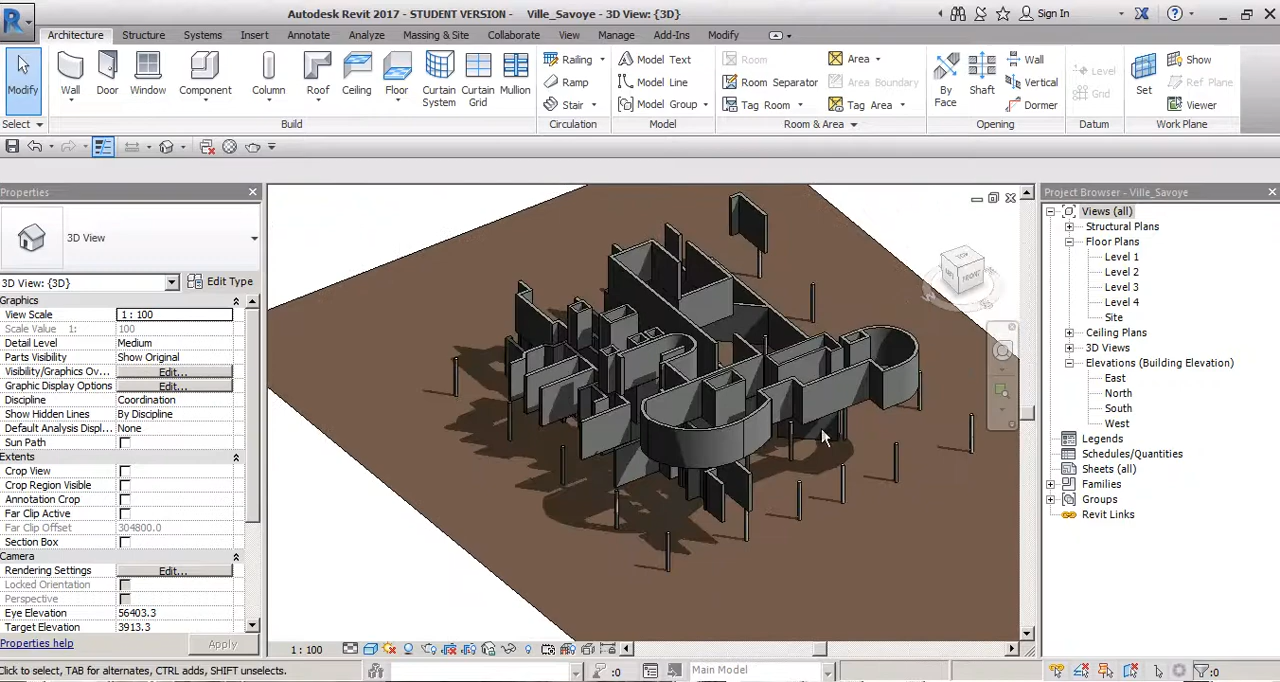 Autodesk Revit 2017 - STUDENT VERSION - Ville_Savoye - 3D View: {3D}
Sign In
Architecture Structure Systems Insert Annotate Analyze Massing & Site Collaborate View Manage Add-Ins Modify
Modify Wall Door Window Component Column Roof Ceiling Floor Curtain System Curtain Grid Mullion
Railing
Ramp
Stair
Model Text
Model Line
Model Group
Room
Room Separator
Tag Room
Area
Area Boundary
Tag Area
By Face
Shaft
Wall
Vertical
Dormer
Level
Grid
Set
Show
Ref Plane
Viewer
Select Build Circulation Model Room & Area Opening Datum Work Plane
Properties
3D View
3D View: {3D} Edit Type
Graphics
View Scale 1 : 100
Scale Value 1: 100
Detail Level Medium
Parts Visibility Show Original
Visibility/Graphics Ov... Edit...
Graphic Display Options Edit...
Discipline Coordination
Show Hidden Lines By Discipline
Default Analysis Displ... None
Sun Path
Extents
Crop View
Crop Region Visible
Annotation Crop
Far Clip Active
Far Clip Offset 304800.0
Section Box
Camera
Rendering Settings Edit...
Locked Orientation
Perspective
Eye Elevation 56403.3
Target Elevation 3913.3
Properties help Apply
TOP
FRONT
W
Project Browser - Ville_Savoye
Views (all)
Structural Plans
Floor Plans
Level 1
Level 2
Level 3
Level 4
Site
Ceiling Plans
3D Views
Elevations (Building Elevation)
East
North
South
West
Legends
Schedules/Quantities
Sheets (all)
Families
Groups
Revit Links
1 : 100
Click to select, TAB for alternates, CTRL adds, SHIFT unselects.
:0
Main Model
:0